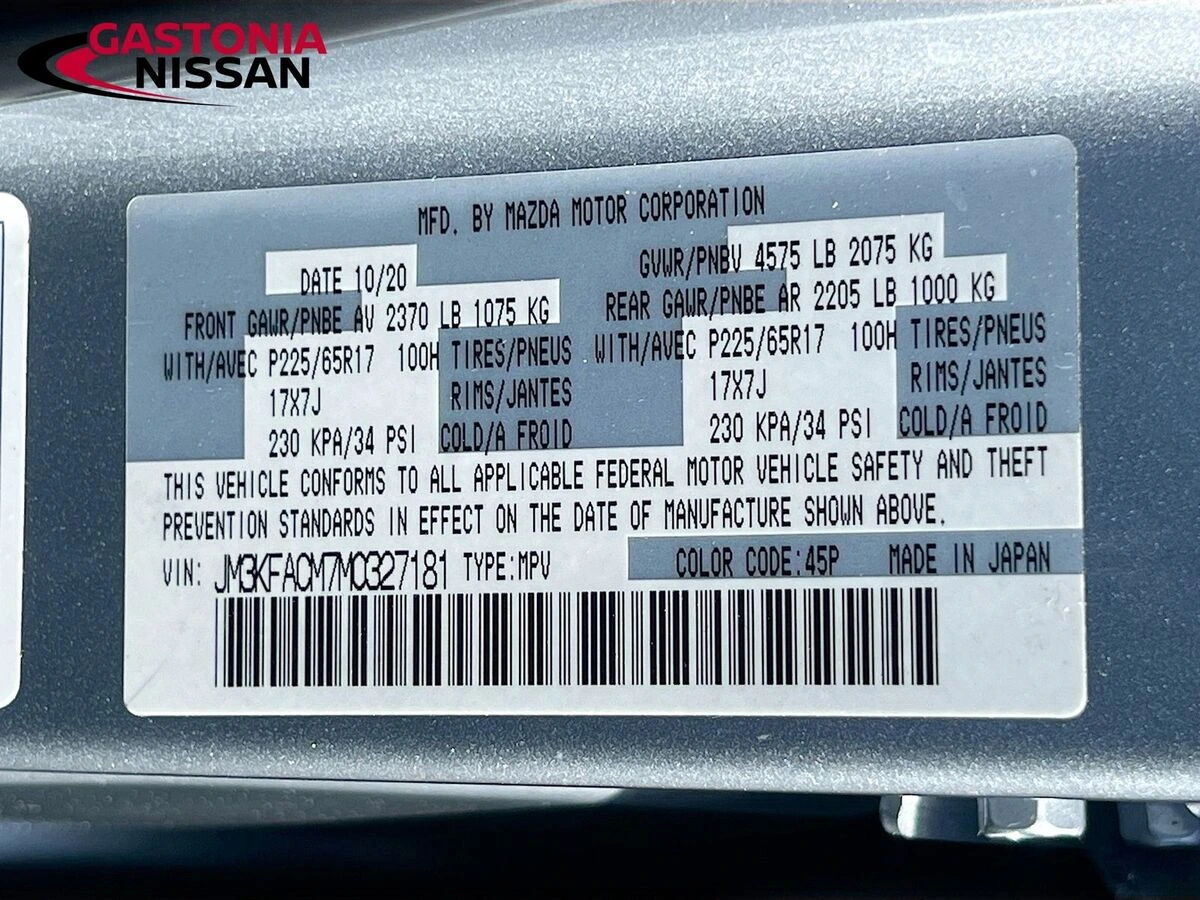 GASTONIA
NISSAN
MFD. BY MAZDA MOTOR CORPORATION
DATE 10/20
GVWR/PNBV 4575 LB 2075 KG
FRONT GAWR/PNBE AV 2370 LB 1075 KG
REAR GAWR/PNBE AR 2205 LB 1000 KG
WITH/AVEC P225/65R17 100H TIRES/PNEUS
WITH/AVEC P225/65R17 100H TIRES/PNEUS
17X7J RIMS/JANTES
17X7J RIMS/JANTES
230 KPA/34 PSI COLD/A FROID
230 KPA/34 PSI COLD/A FROID
THIS VEHICLE CONFORMS TO ALL APPLICABLE FEDERAL MOTOR VEHICLE SAFETY AND THEFT
PREVENTION STANDARDS IN EFFECT ON THE DATE OF MANUFACTURE SHOWN ABOVE.
VIN: JM3KFACM7M0327181 TYPE:MPV COLOR CODE:45P MADE IN JAPAN